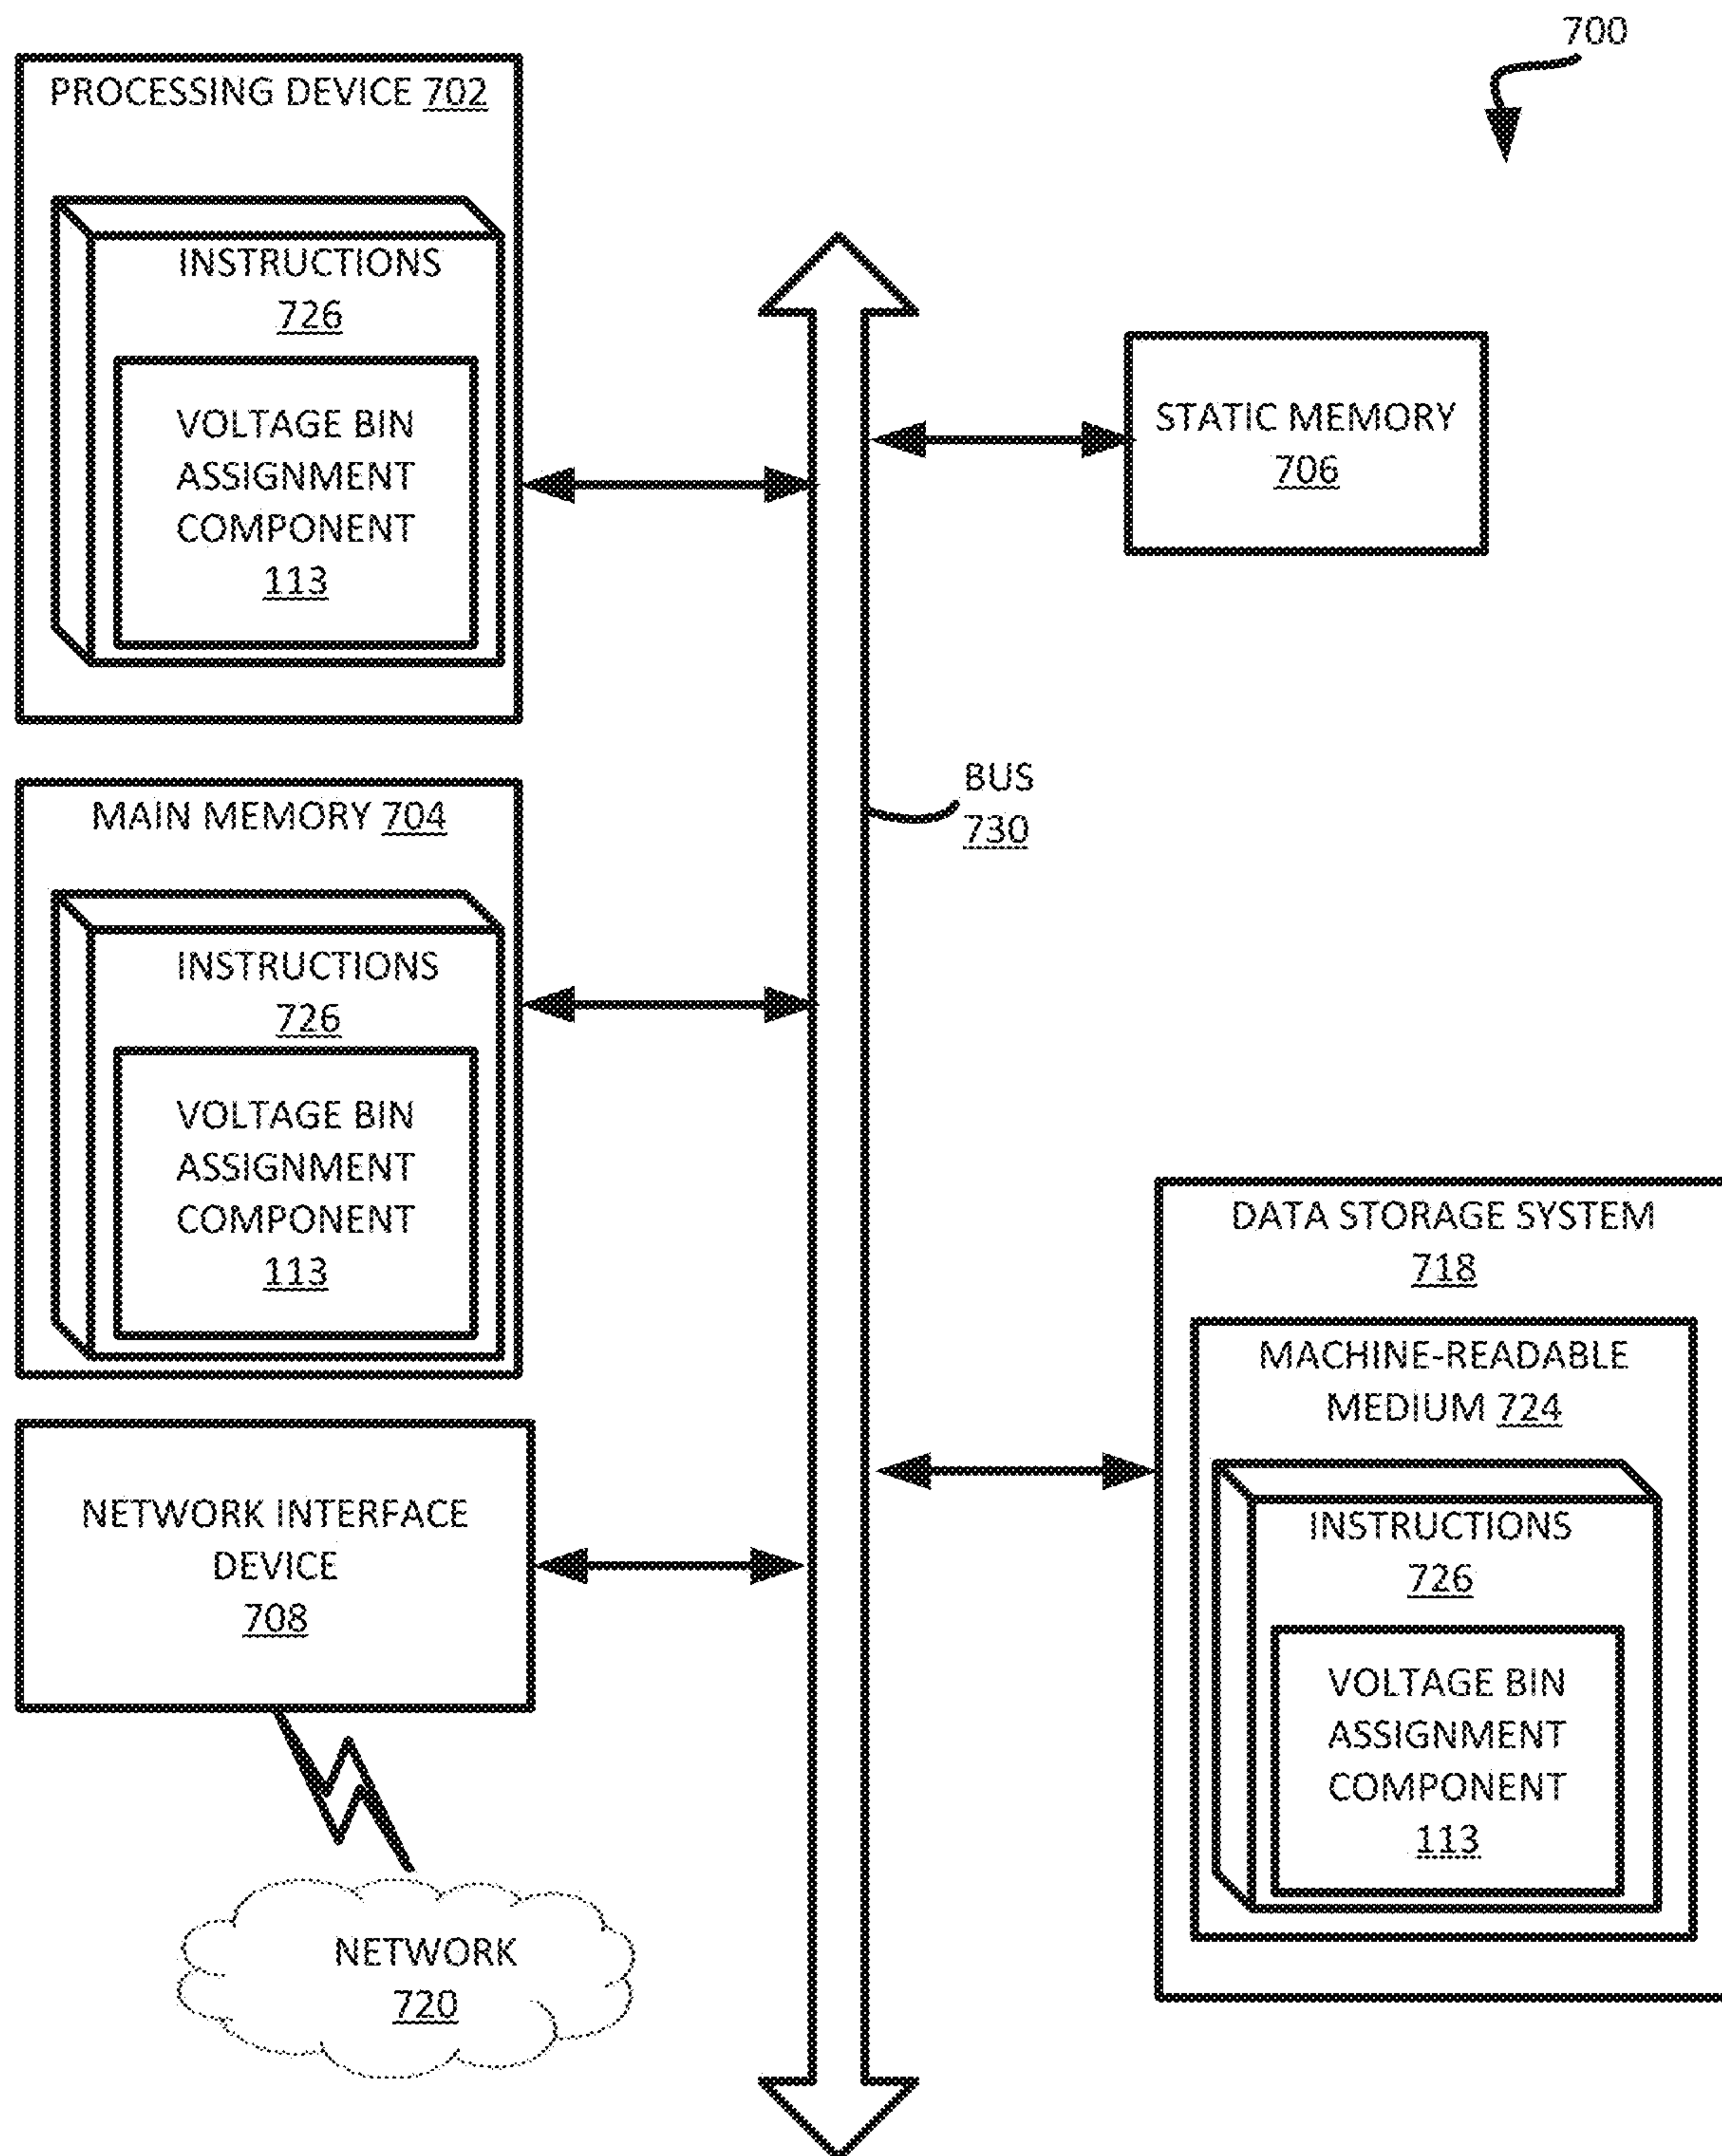 700
PROCESSING DEVICE 702
INSTRUCTIONS
726
VOLTAGE BIN
ASSIGNMENT
COMPONENT
113
STATIC MEMORY
706
BUS
730
MAIN MEMORY 704
INSTRUCTIONS
726
VOLTAGE BIN
ASSIGNMENT
COMPONENT
113
DATA STORAGE SYSTEM
718
MACHINE-READABLE
MEDIUM 724
INSTRUCTIONS
726
VOLTAGE BIN
ASSIGNMENT
COMPONENT
113
NETWORK INTERFACE
DEVICE
708
NETWORK
720